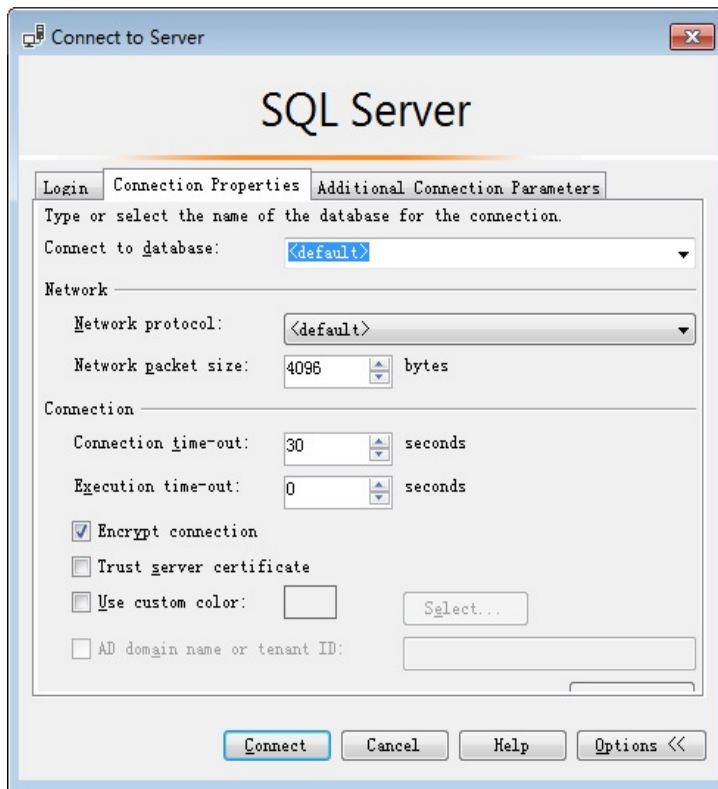 Connect to Server
SQL Server
Login Connection Properties Additional Connection Parameters
Type or select the name of the database for the connection.
Connect to database: <default>
Network
Network protocol: <default>
Network packet size: 4096 bytes
Connection
Connection time-out: 30 seconds
Execution time-out: 0 seconds
Encrypt connection
Trust server certificate
Use custom color: Select...
AD domain name or tenant ID:
Connect Cancel Help Options <<